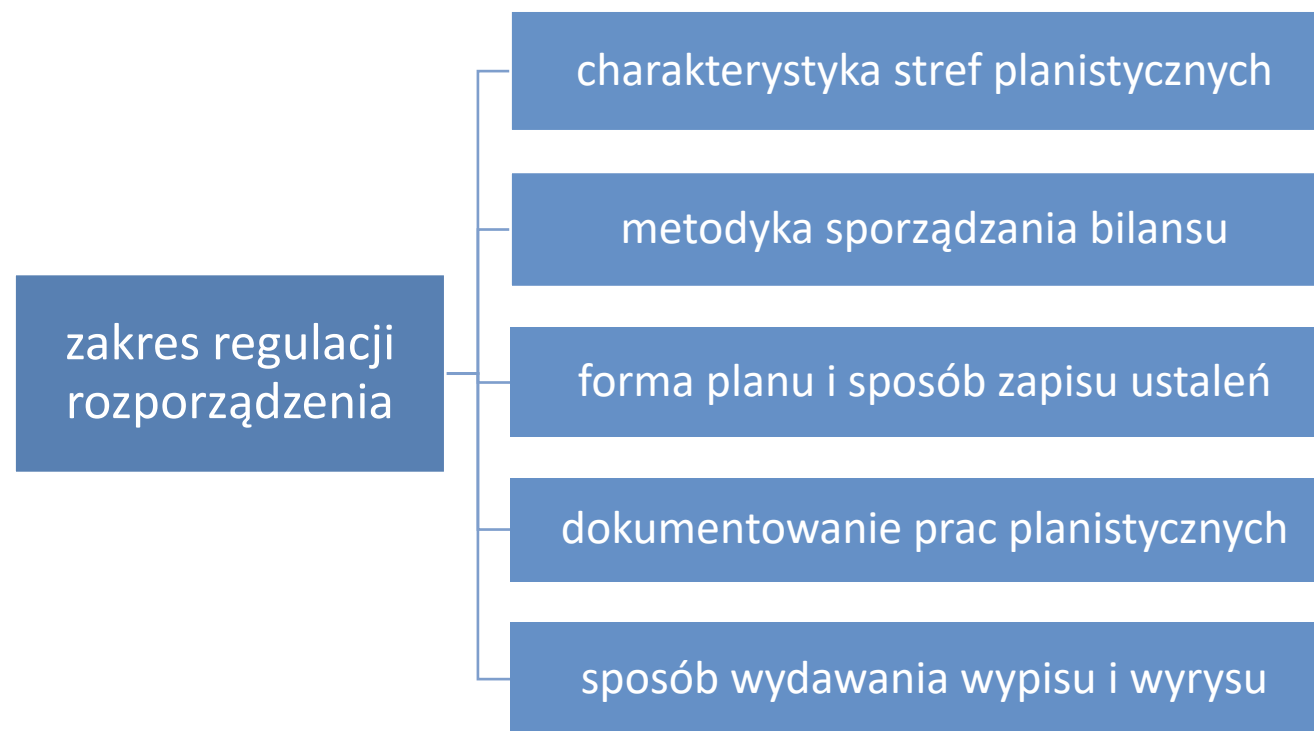 zakres regulacji
rozporządzenia
charakterystyka stref planistycznych
metodyka sporządzania bilansu
forma planu i sposób zapisu ustaleń
dokumentowanie prac planistycznych
sposób wydawania wypisu i wyrysu